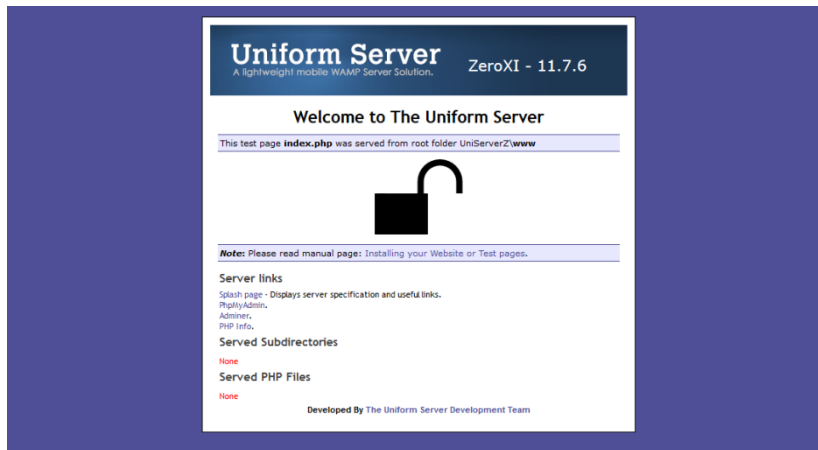 Uniform Server
A lightweight mobile WAMP Server Solution.
ZeroXI - 11.7.6
Welcome to The Uniform Server
This test page index.php was served from root folder UniServerZ\www
Note: Please read manual page: Installing your Website or Test pages.
Server links
Splash page - Displays server specification and useful links.
PhpMyAdmin.
Adminer.
PHP Info.
Served Subdirectories
None
Served PHP Files
None
Developed By The Uniform Server Development Team